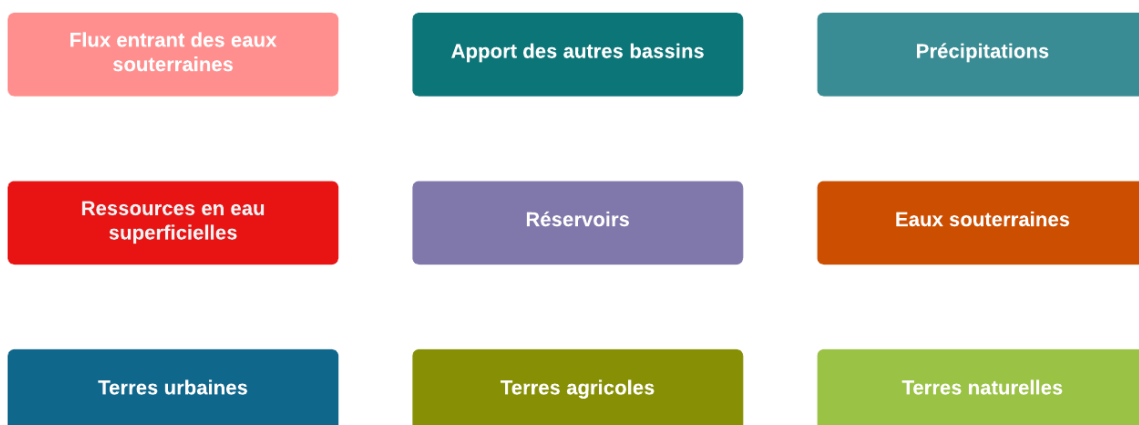 Flux entrant des eaux
souterraines
Apport des autres bassins
Précipitations
Ressources en eau
superficielles
Réservoirs
Eaux souterraines
Terres urbaines
Terres agricoles
Terres naturelles